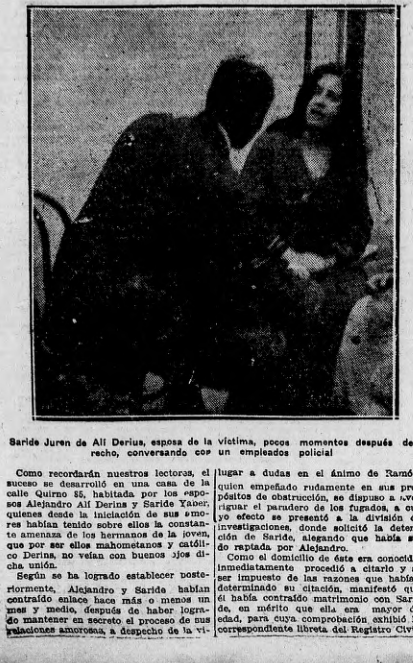 Saride Juren de Alí Derius, esposa de la víctima, pocos momentos después de
recho, conversando con un empleados policial
Como recordarán nuestros lectores, el
suceso se desarrolló en una casa de la
calle Quirno 85, habitada por los espo-
sos Alejandro Alí Derins y Saride Yaber,
quienes desde la iniciación de sus amo-
res habían tenido sobre ellos la constan-
te amenaza de los hermanos de la joven,
que por ser ellos mahometanos y católi-
co Derina, no veían con buenos ojos di-
cha unión.
Según se ha logrado establecer poste-
riormente, Alejandro y Saride habían
contraído enlace hace más o menos un
mes y medio, después de haber logra-
do mantener en secreto el proceso de sus
relaciones amorosas, a despecho de la vi-
lugar a dudas en el ánimo de Ramó
quien empeñado rudamente en sus pro
pósitos de obstrucción, se dispuso a ave
riguar el paradero de los fugados, a cu
yo efecto se presentó a la división d
investigaciones, donde solicitó la deten
ción de Saride, alegando que había s
do raptada por Alejandro.
Como el domicilio de éste era conocid
inmediatamente procedió a citarlo y
ser impuesto de las razones que había
determinado su citación, manifestó qu
él había contraído matrimonio con Sar
de, en mérito que ella era mayor d
edad, para cuya comprobación exhibió
correspondiente libreta del Registro Civi